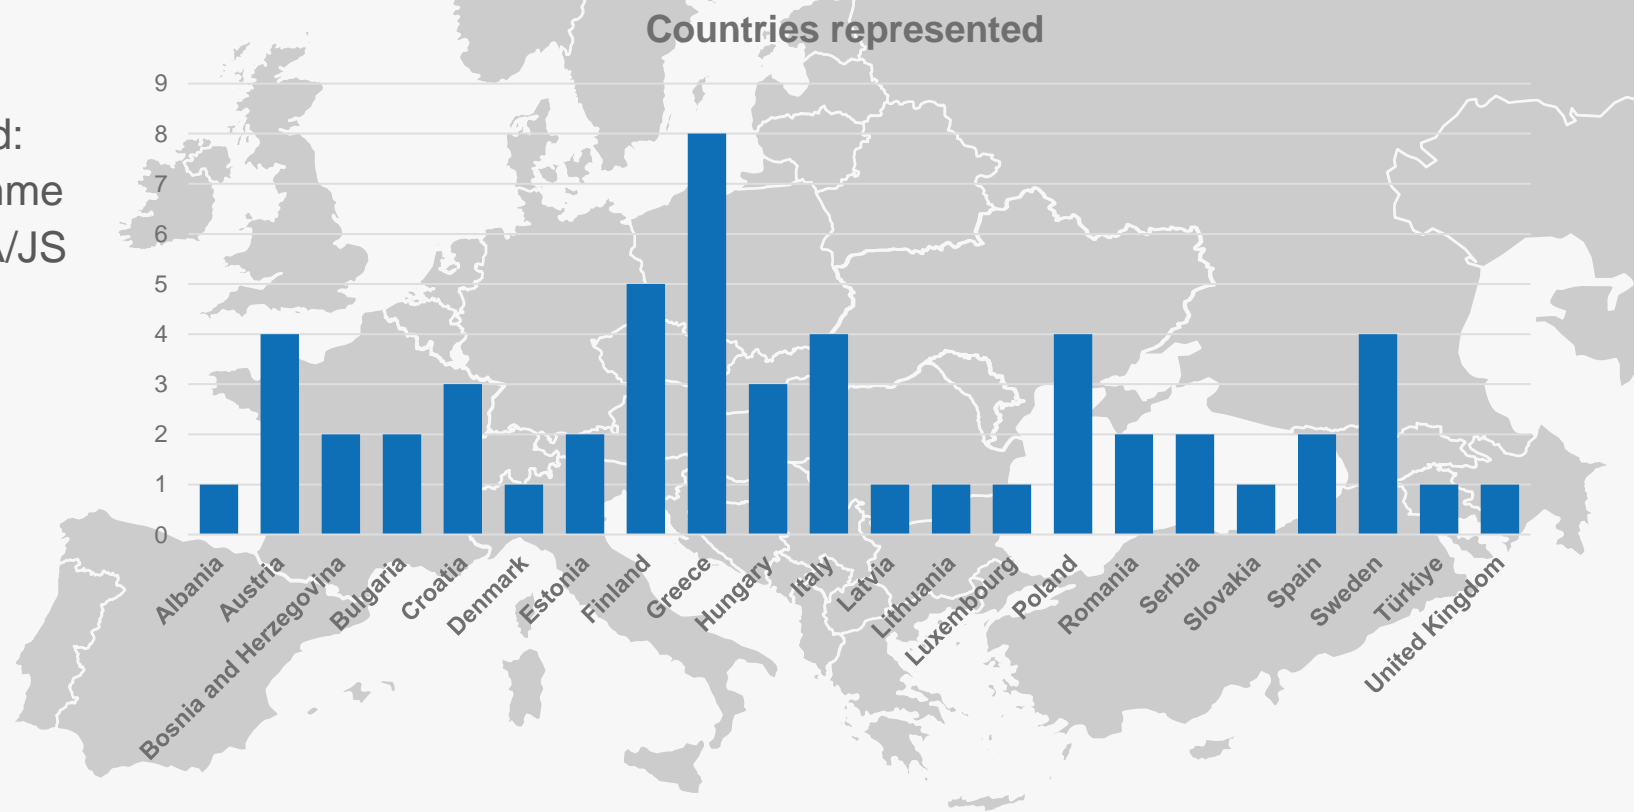 Countries represented
d:
A/JS
9
8
7
6
5
4
3
2
1
0
Albania
Austria
Bosnia and Herzegovina
Bulgaria
Croatia
Denmark
Estonia
Finland
Greece
Hungary
Italy
Latvia
Lithuania
Luxembourg
Poland
Romania
Serbia
Slovakia
Spain
Sweden
Türkiye
United Kingdom